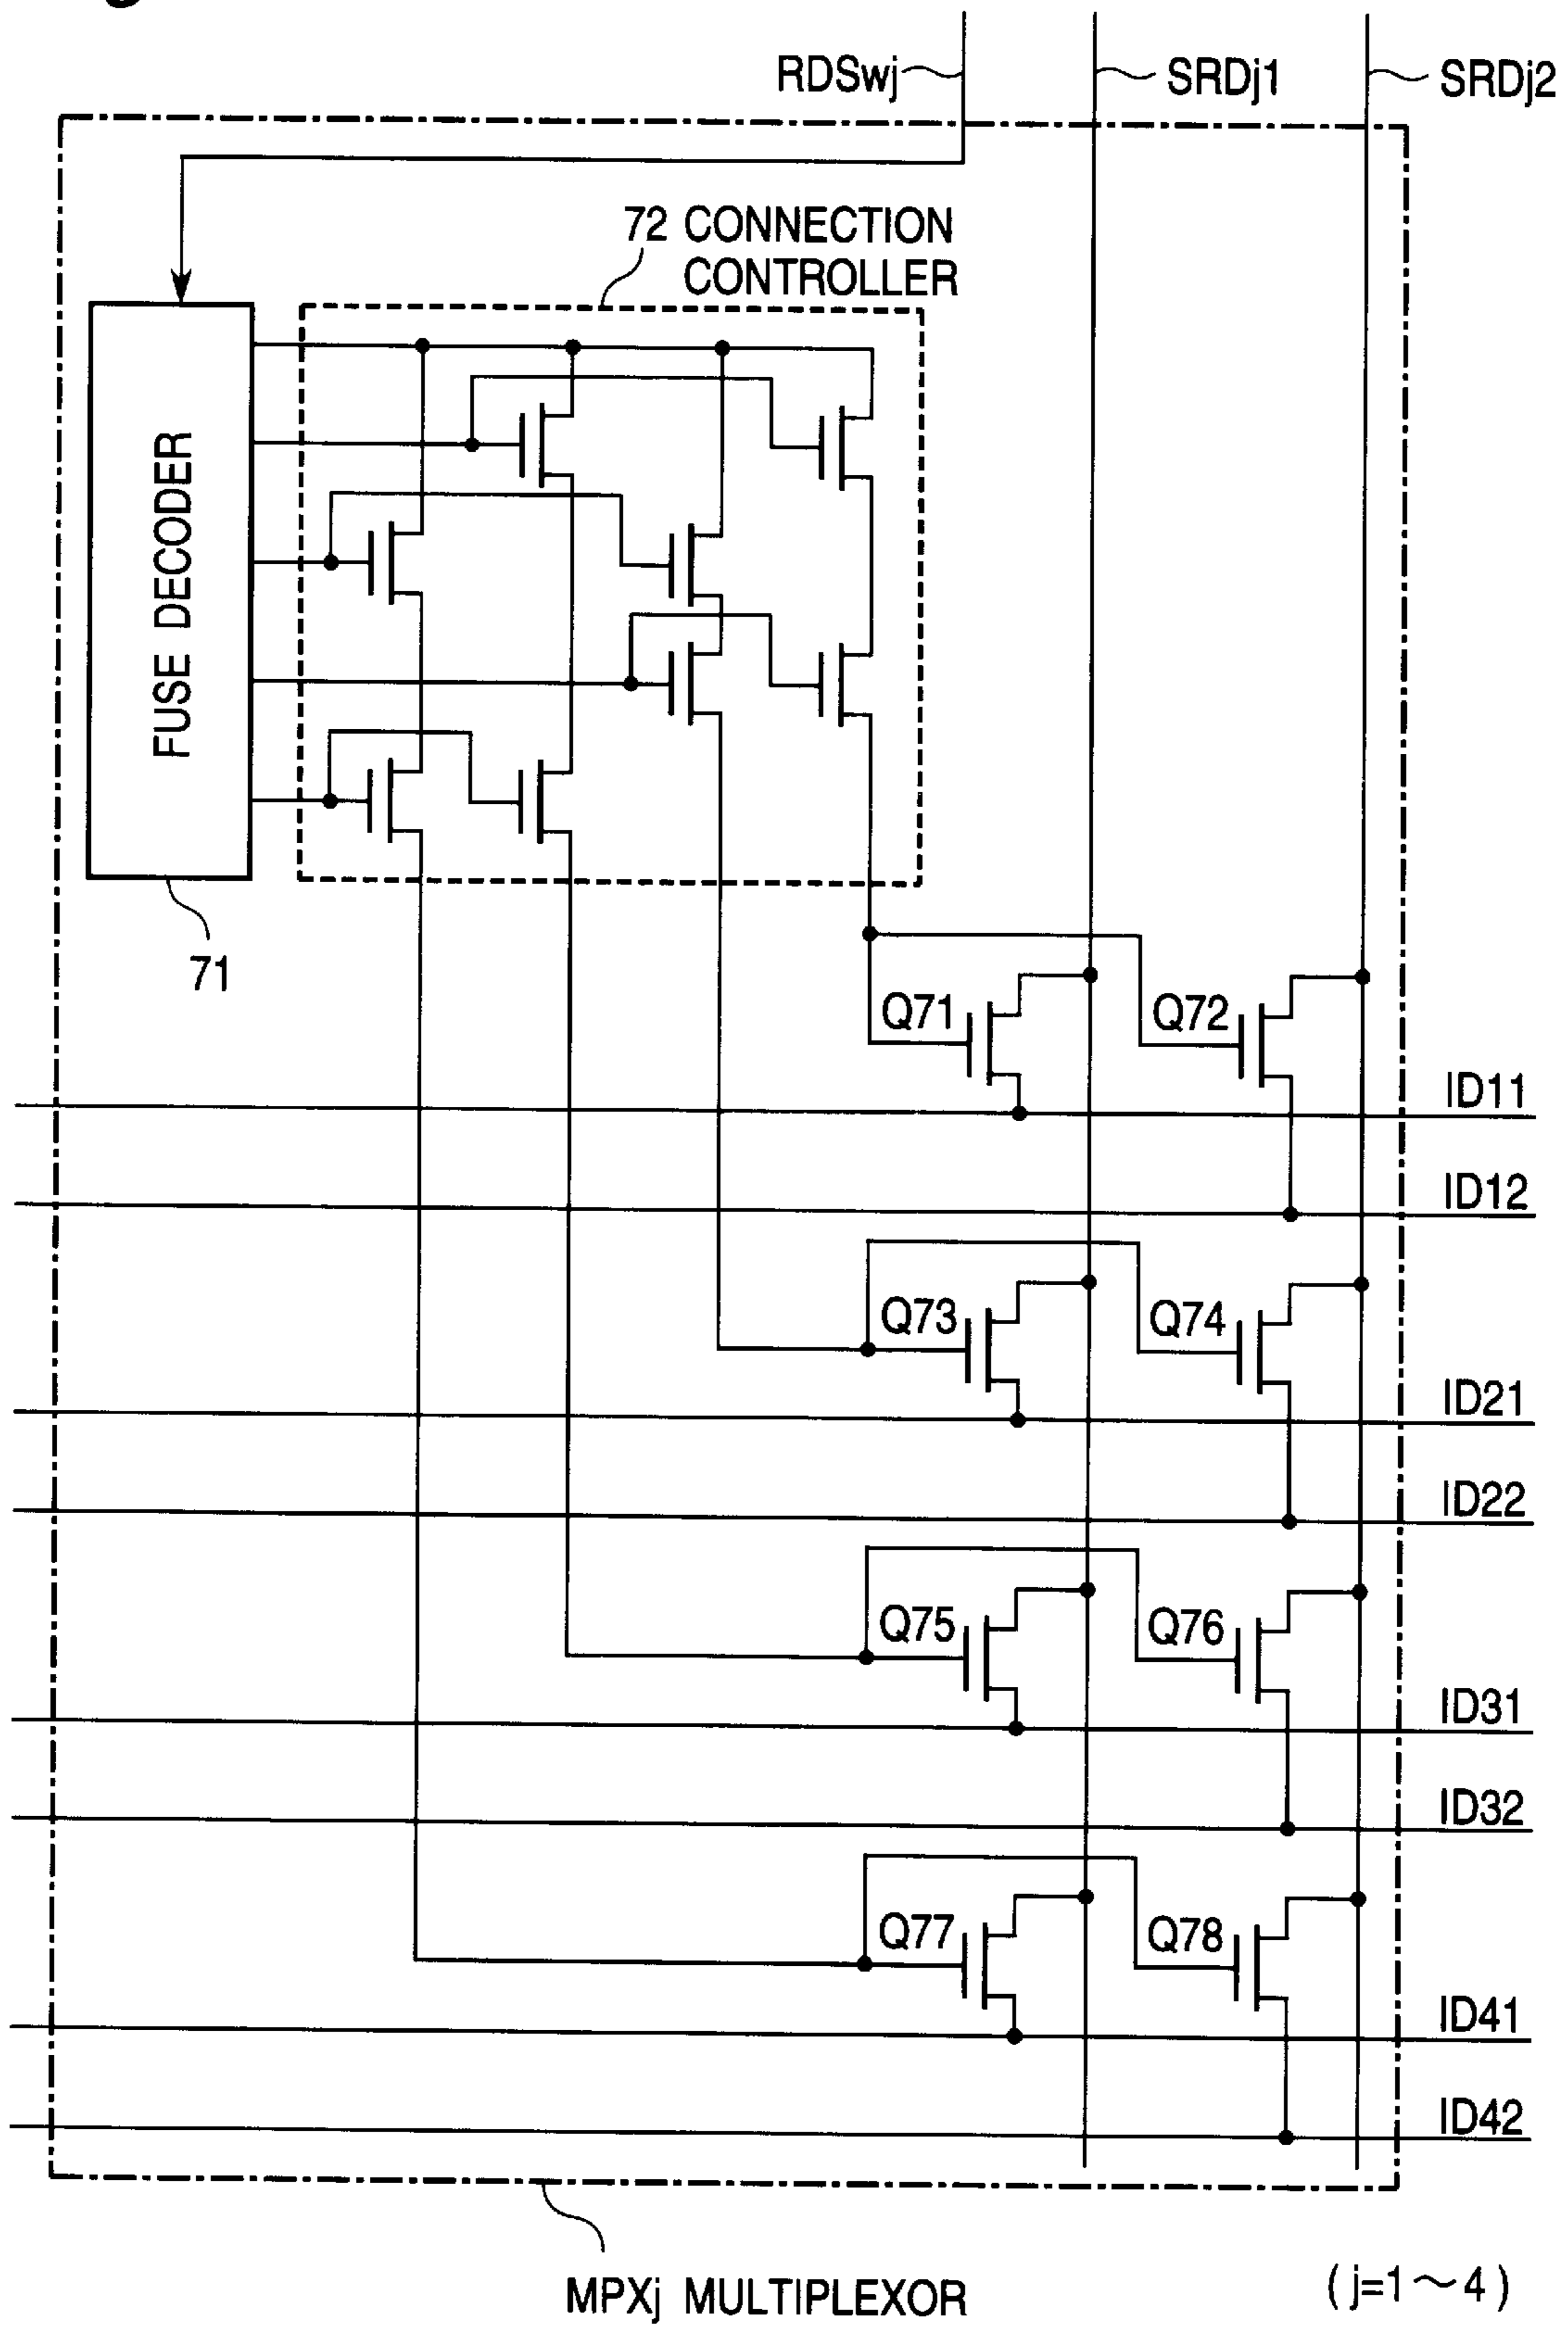 RDSwj
SRDj1
SRDj2
72 CONNECTION
CONTROLLER
FUSE DECODER
71
Q71
Q72
ID11
ID12
Q73
Q74
ID21
ID22
Q75
Q76
ID31
ID32
Q77
Q78
ID41
ID42
MPXj MULTIPLEXOR
(j=1～4)